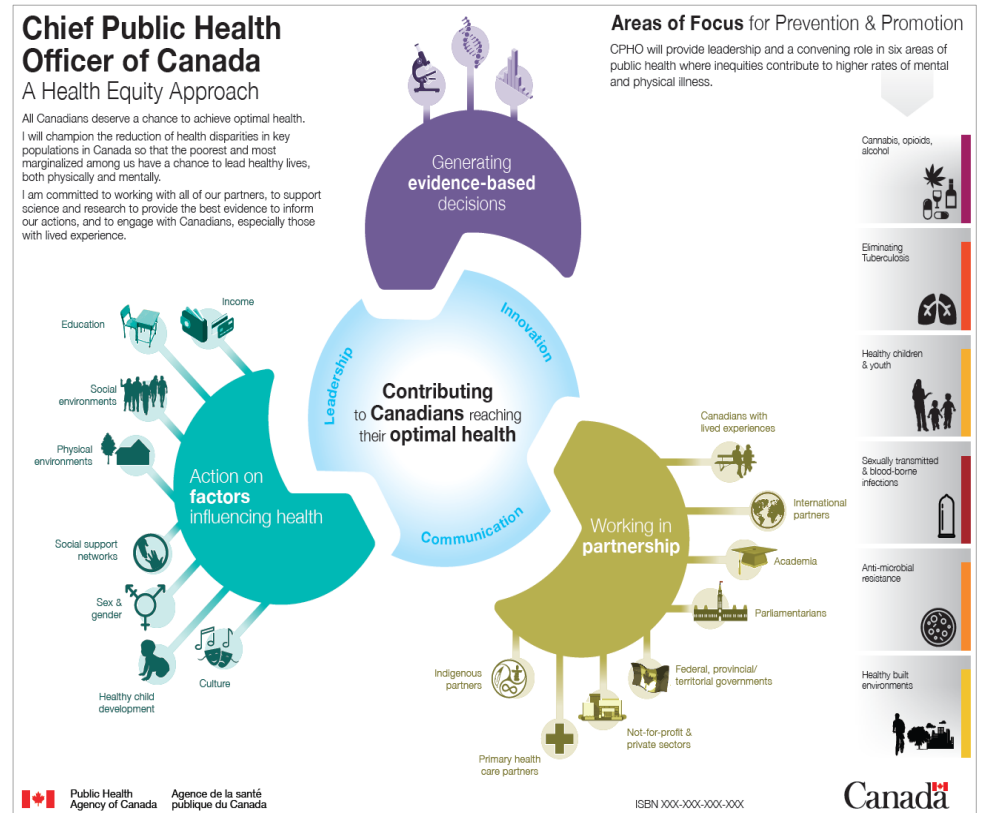 Chief Public Health
Officer of Canada
A Health Equity Approach
All Canadians deserve a chance to achieve optimal health.
I will champion the reduction of health disparities in key
populations in Canada so that the poorest and most
marginalized among us have a chance to lead healthy lives,
both physically and mentally.
I am committed to working with all of our partners, to support
science and research to provide the best evidence to inform
our actions, and to engage with Canadians, especially those
with lived experience.
Generating
evidence-based
decisions
Areas of Focus for Prevention & Promotion
CPHO will provide leadership and a convening role in six areas of
public health where inequities contribute to higher rates of mental
and physical illness.
Cannabis, opioids,
alcohol
Eliminating
Tuberculosis
Healthy children
& youth
Sexually transmitted
& blood-borne
infections
Anti-microbial
resistance
Healthy built
environments
Leadership
Innovation
Communication
Contributing
to Canadians reaching
their optimal health
Action on
factors
influencing health
Income
Education
Social
environments
Physical
environments
Social support
networks
Sex &
gender
Healthy child
development
Culture
Working in
partnership
Canadians with
lived experiences
International
partners
Academia
Parliamentarians
Federal, provincial/
territorial governments
Not-for-profit &
private sectors
Primary health
care partners
Indigenous
partners
Public Health
Agency of Canada
Agence de la santé
publique du Canada
ISBN XXX-XXX-XXX-XXX
Canada